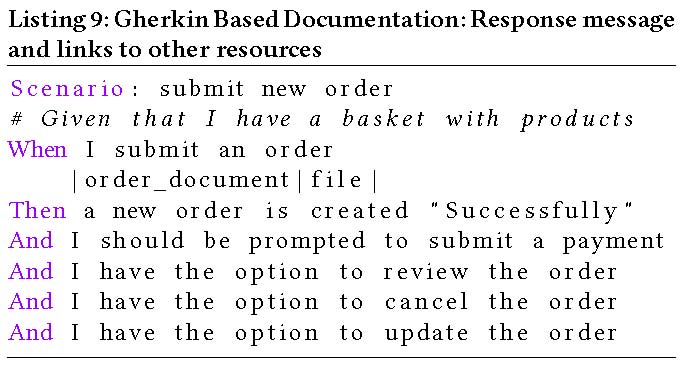 Listing 9: Gherkin Based Documentation: Response message
and links to other resources
Scenario: submit new order
# Given that I have a basket with products
When I submit an order
|order_document|file|
Then a new order is created "Successfully"
And I should be prompted to submit a payment
And I have the option to review the order
And I have the option to cancel the order
And I have the option to update the order